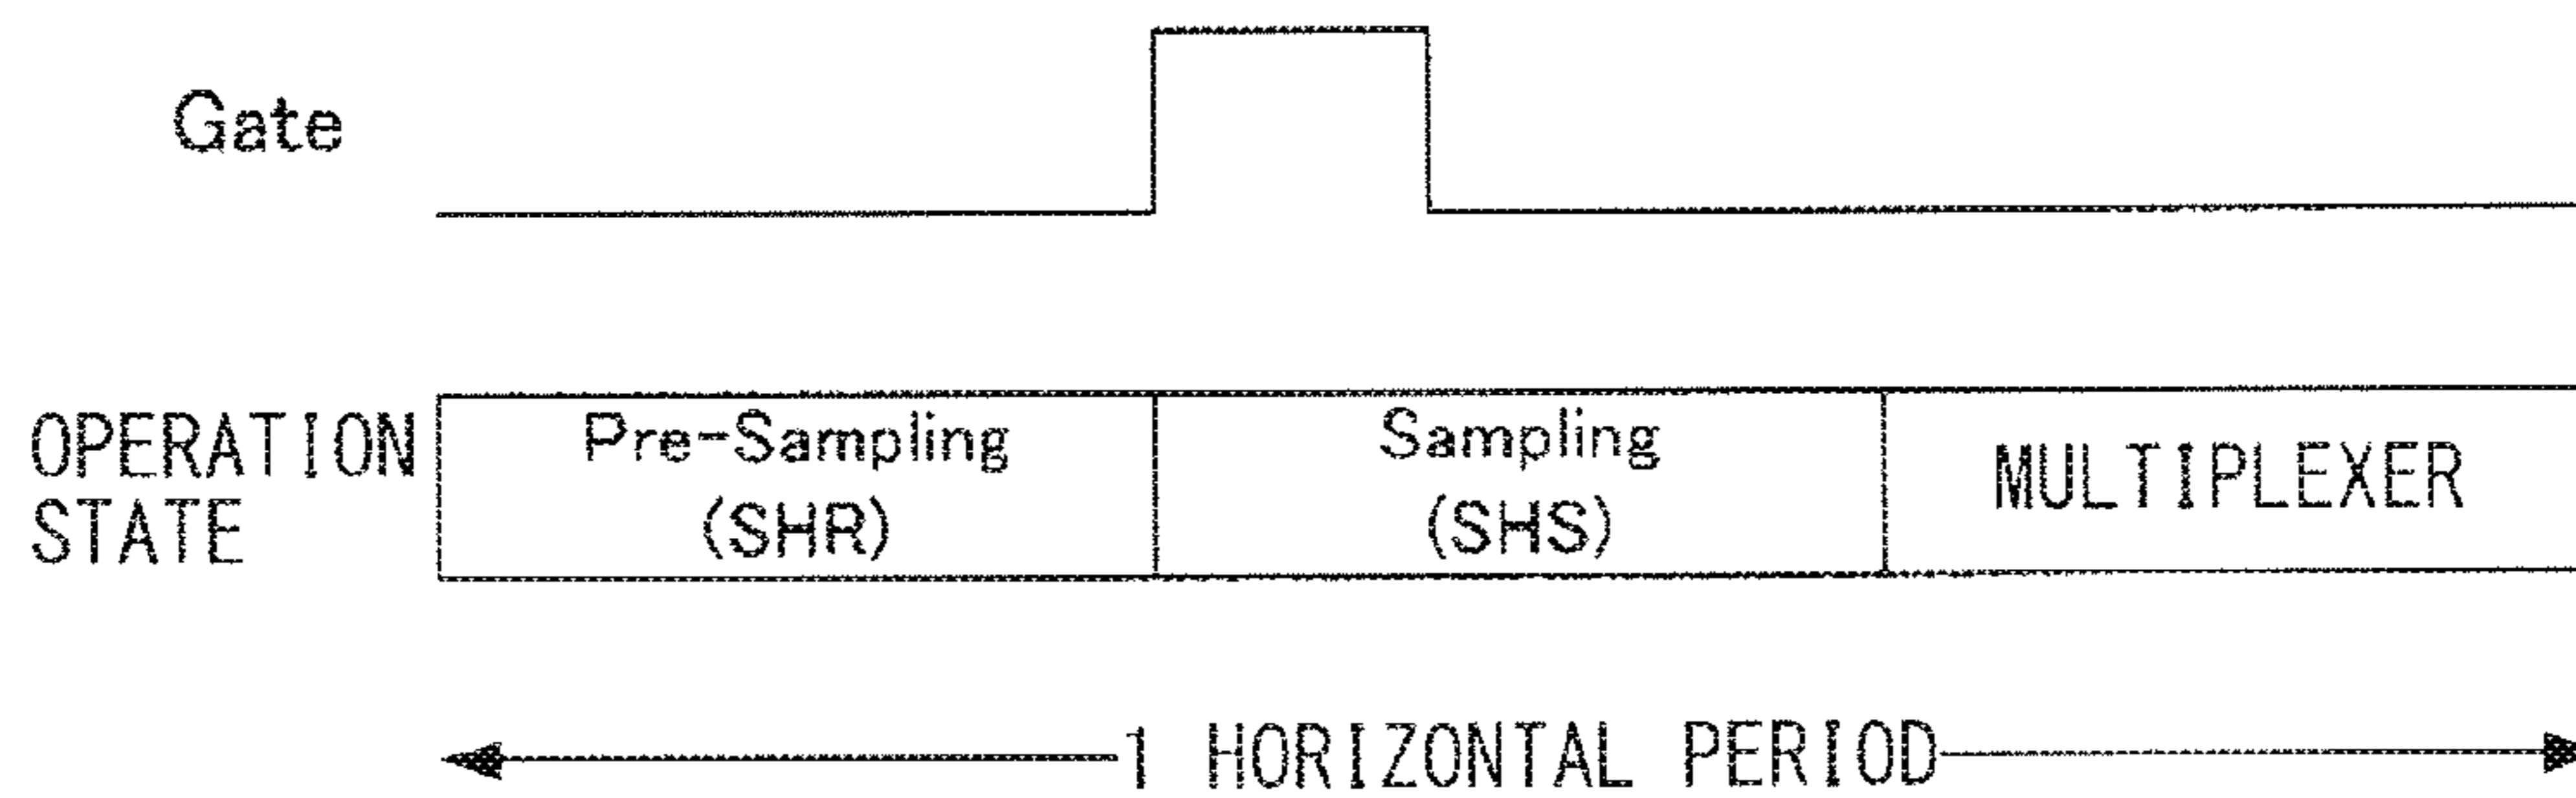 Gate
OPERATION
STATE
Pre-Sampling
(SHR)
Sampling
(SHS)
MULTIPLEXER
1 HORIZONTAL PERIOD